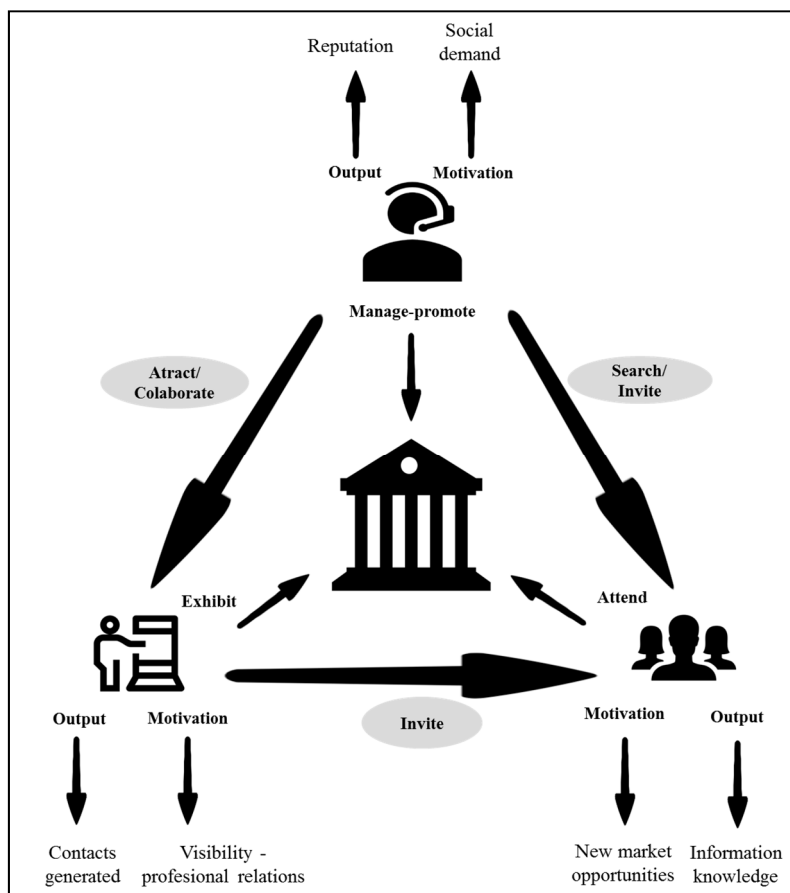 Reputation
Social
demand
Output
Motivation
Manage-promote
Atract/
Colaborate
Search/
Invite
Exhibit
Attend
Invite
Output
Motivation
Motivation
Output
Contacts
generated
Visibility -
profesional relations
New market
opportunities
Information
knowledge